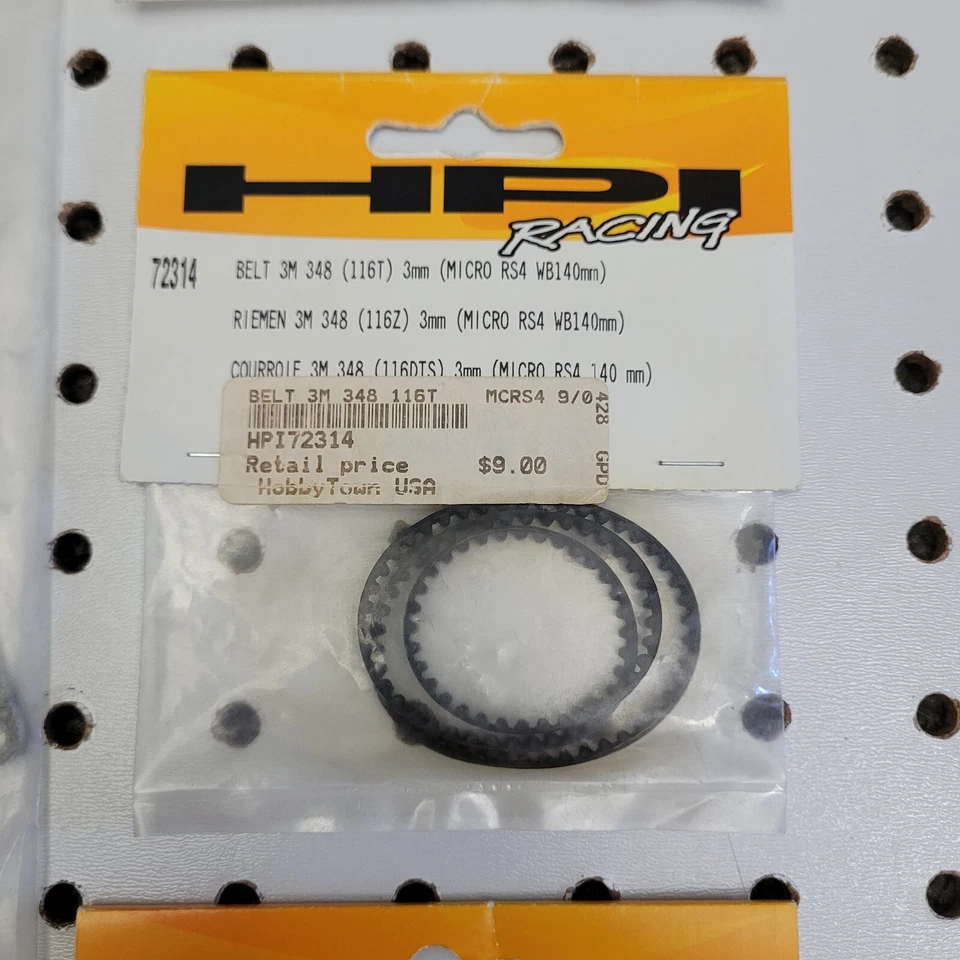 HPI
RACING
72314
BELT 3M 348 (116T) 3mm (MICRO RS4 WB140mm)
RIEMEN 3M 348 (116Z) 3mm (MICRO RS4 WB140mm)
COURROIE 3M 348 (116DTS) 3mm (MICRO RS4 140 mm)
BELT 3M 348 116T MCRS4 9/0
HPI72314
Retail price $9.00
HobbyTown USA
428 GPD